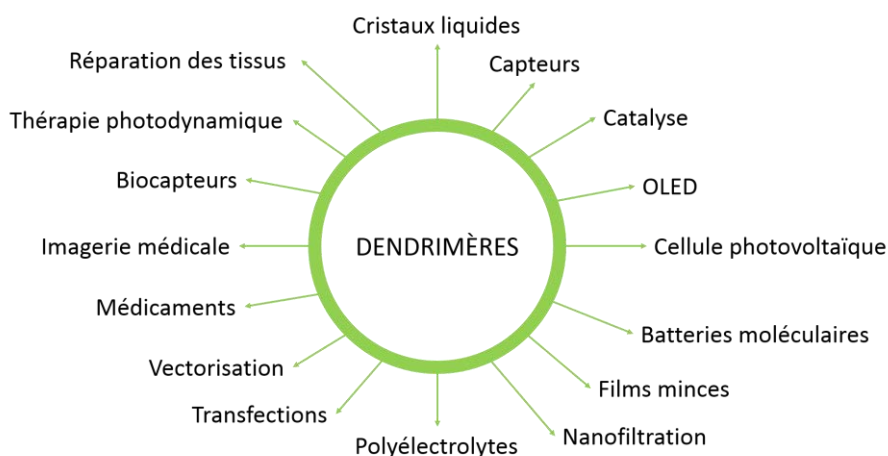 Cristaux liquides
Capteurs
Catalyse
OLED
Cellule photovoltaïque
Batteries moléculaires
Films minces
Nanofiltration
Polyélectrolytes
Transfections
Vectorisation
Médicaments
Imagerie médicale
Biocapteurs
Thérapie photodynamique
Réparation des tissus
DENDRIMÈRES